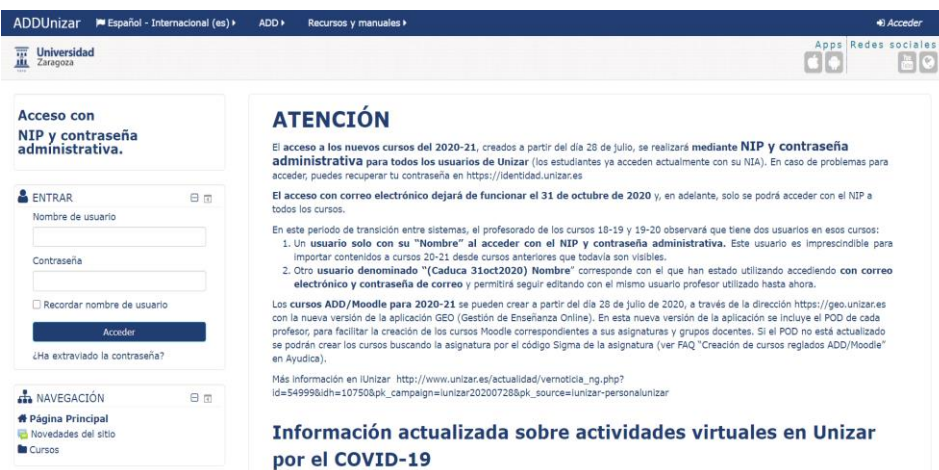 ADDUnizar Español - Internacional (es) ADD Recursos y manuales Acceder
Universidad
Zaragoza
Apps Redes sociales
You
Tube
Acceso con
NIP y contraseña
administrativa.
ENTRAR
Nombre de usuario
Contraseña
Recordar nombre de usuario
Acceder
¿Ha extraviado la contraseña?
NAVEGACIÓN
Página Principal
Novedades del sitio
Cursos
ATENCIÓN
El acceso a los nuevos cursos del 2020-21, creados a partir del día 28 de julio, se realizará mediante NIP y contraseña
administrativa para todos los usuarios de Unizar (los estudiantes ya acceden actualmente con su NIA). En caso de problemas para
acceder, puedes recuperar tu contraseña en https://identidad.unizar.es
El acceso con correo electrónico dejará de funcionar el 31 de octubre de 2020 y, en adelante, solo se podrá acceder con el NIP a
todos los cursos.
En este periodo de transición entre sistemas, el profesorado de los cursos 18-19 y 19-20 observará que tiene dos usuarios en esos cursos:
1. Un usuario solo con su "Nombre" al acceder con el NIP y contraseña administrativa. Este usuario es imprescindible para
importar contenidos a cursos 20-21 desde cursos anteriores que todavía son visibles.
2. Otro usuario denominado "(Caduca 31oct2020) Nombre" corresponde con el que han estado utilizando accediendo con correo
electrónico y contraseña de correo y permitirá seguir editando con el mismo usuario profesor utilizado hasta ahora.
Los cursos ADD/Moodle para 2020-21 se pueden crear a partir del día 28 de julio de 2020, a través de la dirección https://geo.unizar.es
con la nueva versión de la aplicación GEO (Gestión de Enseñanza Online). En esta nueva versión de la aplicación se incluye el POD de cada
profesor, para facilitar la creación de los cursos Moodle correspondientes a sus asignaturas y grupos docentes. Si el POD no está actualizado
se podrán crear los cursos buscando la asignatura por el código Sigma de la asignatura (ver FAQ "Creación de cursos reglados ADD/Moodle"
en Ayudica).
Más información en iUnizar http://www.unizar.es/actualidad/vernoticia_ng.php?
id=54999&idh=10750&pk_campaign=iunizar20200728&pk_source=iunizar-personalunizar
Información actualizada sobre actividades virtuales en Unizar
por el COVID-19